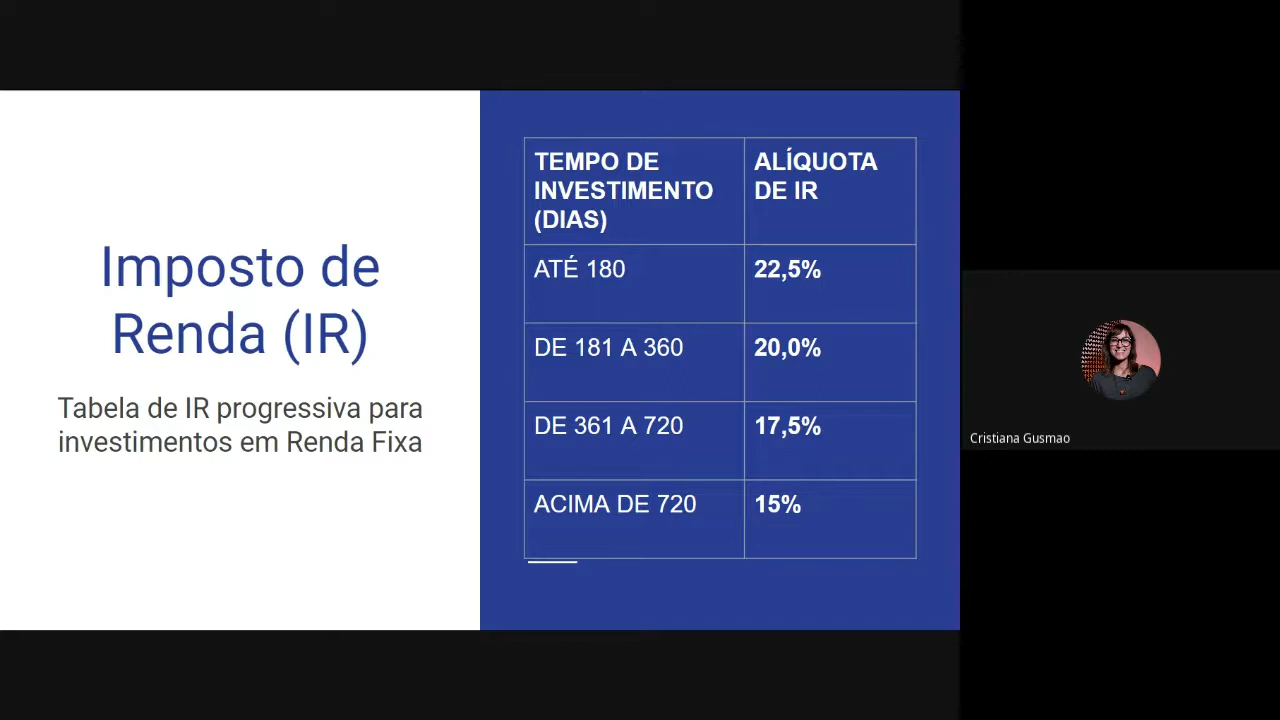 Imposto de
Renda (IR)
Tabela de IR progressiva para
investimentos em Renda Fixa
TEMPO DE
INVESTIMENTO
(DIAS)
ALÍQUOTA
DE IR
ATÉ 180
22,5%
DE 181 A 360
20,0%
DE 361 A 720
17,5%
ACIMA DE 720
15%
Cristiana Gusmao